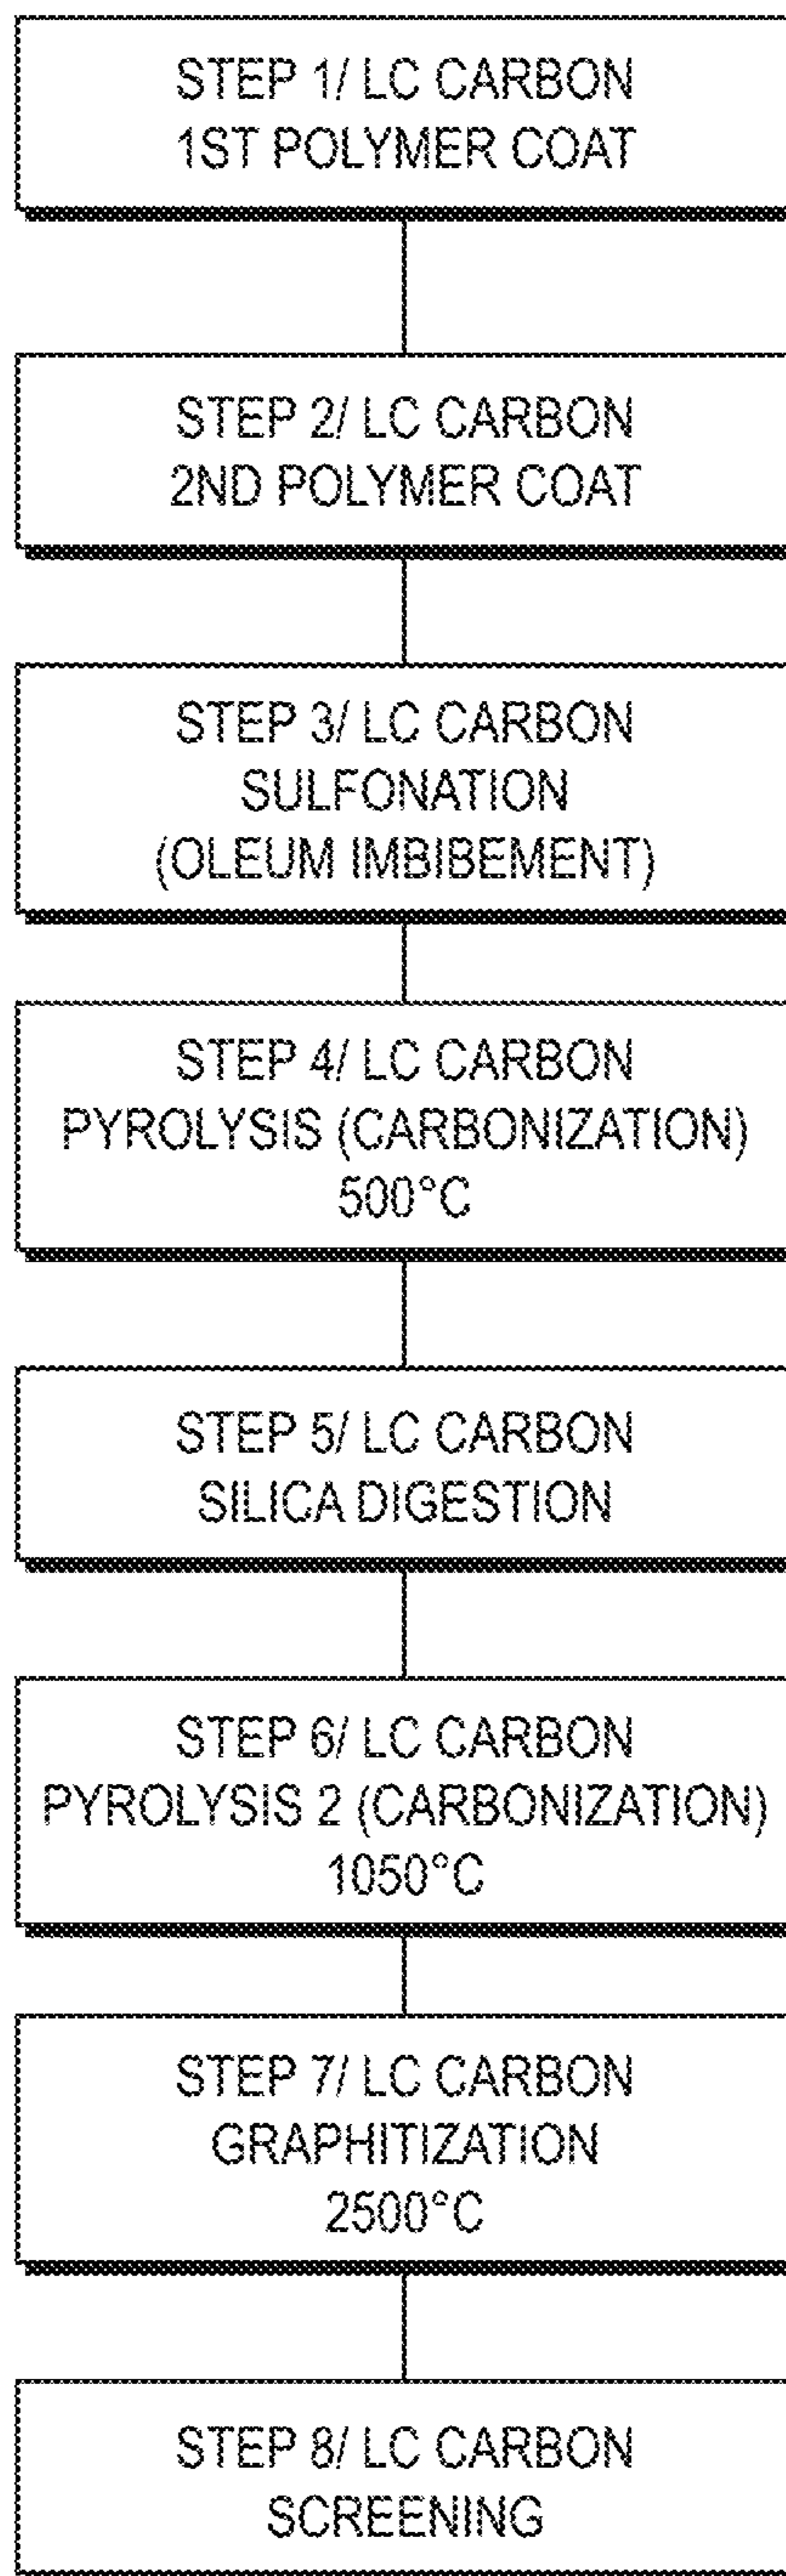 STEP 1/ LC CARBON
1ST POLYMER COAT
STEP 2/ LC CARBON
2ND POLYMER COAT
STEP 3/ LC CARBON
SULFONATION
(OLEUM IMBIBEMENT)
STEP 4/ LC CARBON
PYROLYSIS (CARBONIZATION)
500°C
STEP 5/ LC CARBON
SILICA DIGESTION
STEP 6/ LC CARBON
PYROLYSIS 2 (CARBONIZATION)
1050°C
STEP 7/ LC CARBON
GRAPHITIZATION
2500°C
STEP 8/ LC CARBON
SCREENING